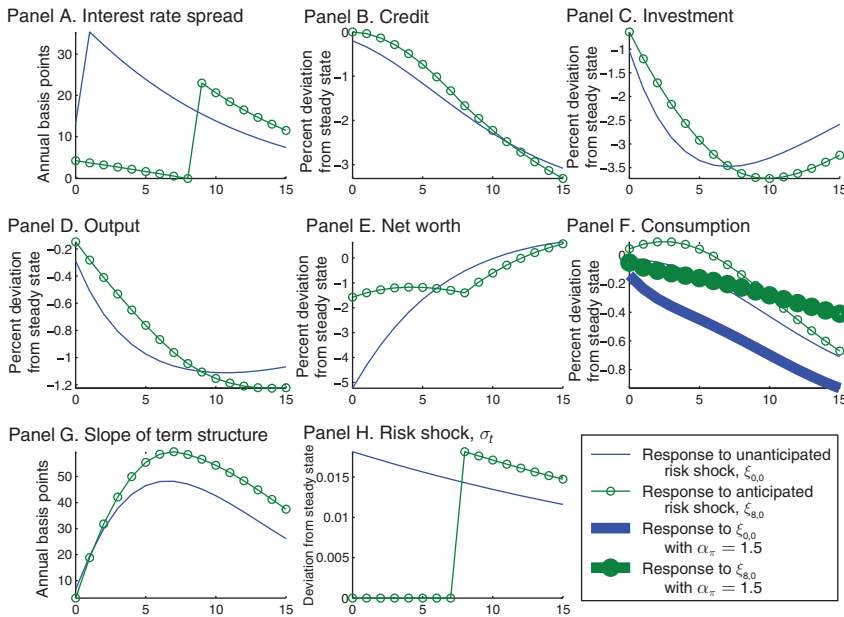 Panel A. Interest rate spread
Annual basis points
30
20
10
0
0
5
10
15
Panel B. Credit
Percent deviation
from steady state
0
−1
−2
−3
0
5
10
15
Panel C. Investment
Percent deviation
from steady state
−1
−1.5
−2
−2.5
−3
−3.5
0
5
10
15
Panel D. Output
Percent deviation
from steady state
−0.2
−0.4
−0.6
−0.8
−1
−1.2
0
5
10
15
Panel E. Net worth
Percent deviation
from steady state
0
−1
−2
−3
−4
−5
0
5
10
15
Panel F. Consumption
Percent deviation
from steady state
0
−0.2
−0.4
−0.6
−0.8
0
5
10
15
Panel G. Slope of term structure
Annual basis points
50
40
30
20
10
0
5
10
15
Panel H. Risk shock, σt
Deviation from steady state
0.015
0.01
0.005
0
0
5
10
15
Response to unanticipated
risk shock, ξ0,0
Response to anticipated
risk shock, ξ8,0
Response to ξ0,0
with απ = 1.5
Response to ξ8,0
with απ = 1.5